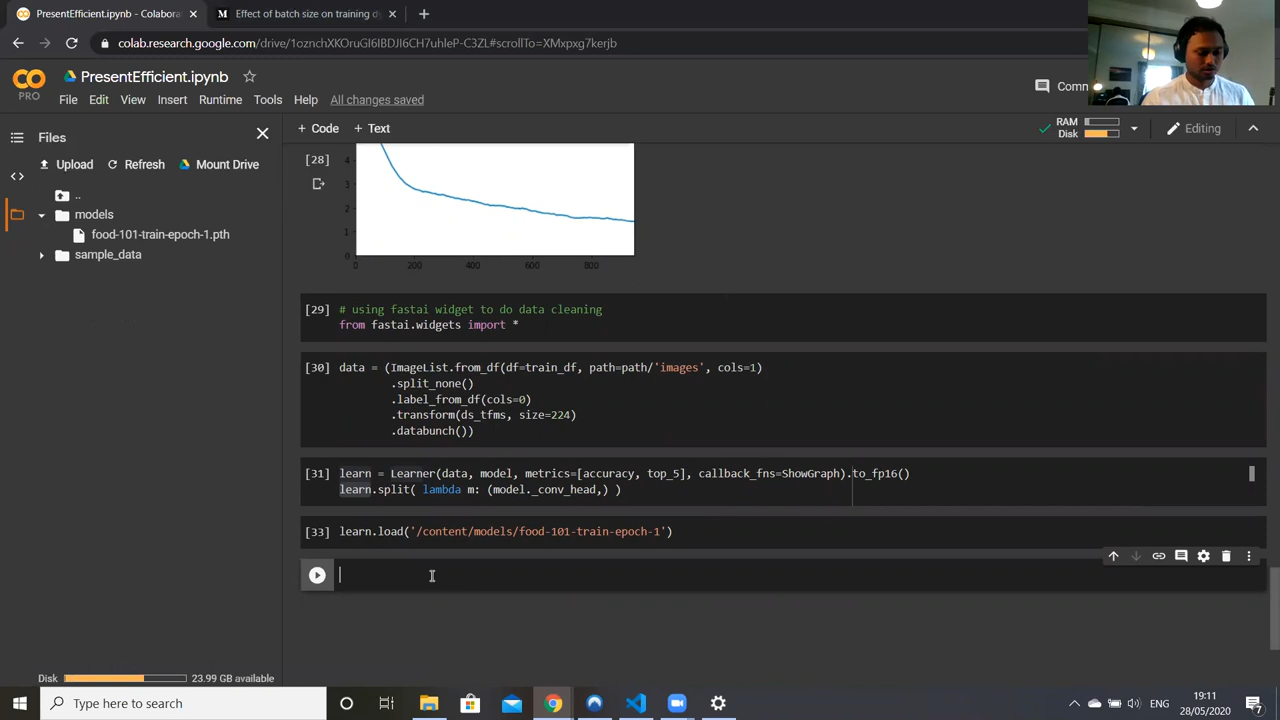 PresentEfficient.ipynb - Colabora
Effect of batch size on training dy
colab.research.google.com/drive/1oznchXKOruGI6IBDJI6CH7uhleP-C3ZL#scrollTo=XMxpxg7kerjb
CO
PRO
PresentEfficient.ipynb
File Edit View Insert Runtime Tools Help All changes saved
Comm
+ Code + Text
RAM
Disk
Editing
Files
Upload Refresh Mount Drive
..
models
food-101-train-epoch-1.pth
sample_data
[28]
4
3
2
1
0
0 200 400 600 800
[29] # using fastai widget to do data cleaning
from fastai.widgets import *
[30] data = (ImageList.from_df(df=train_df, path=path/'images', cols=1)
.split_none()
.label_from_df(cols=0)
.transform(ds_tfms, size=224)
.databunch())
[31] learn = Learner(data, model, metrics=[accuracy, top_5], callback_fns=ShowGraph).to_fp16()
learn.split( lambda m: (model._conv_head,) )
[33] learn.load('/content/models/food-101-train-epoch-1')
Disk 23.99 GB available
Type here to search
ENG
19:11
28/05/2020
7